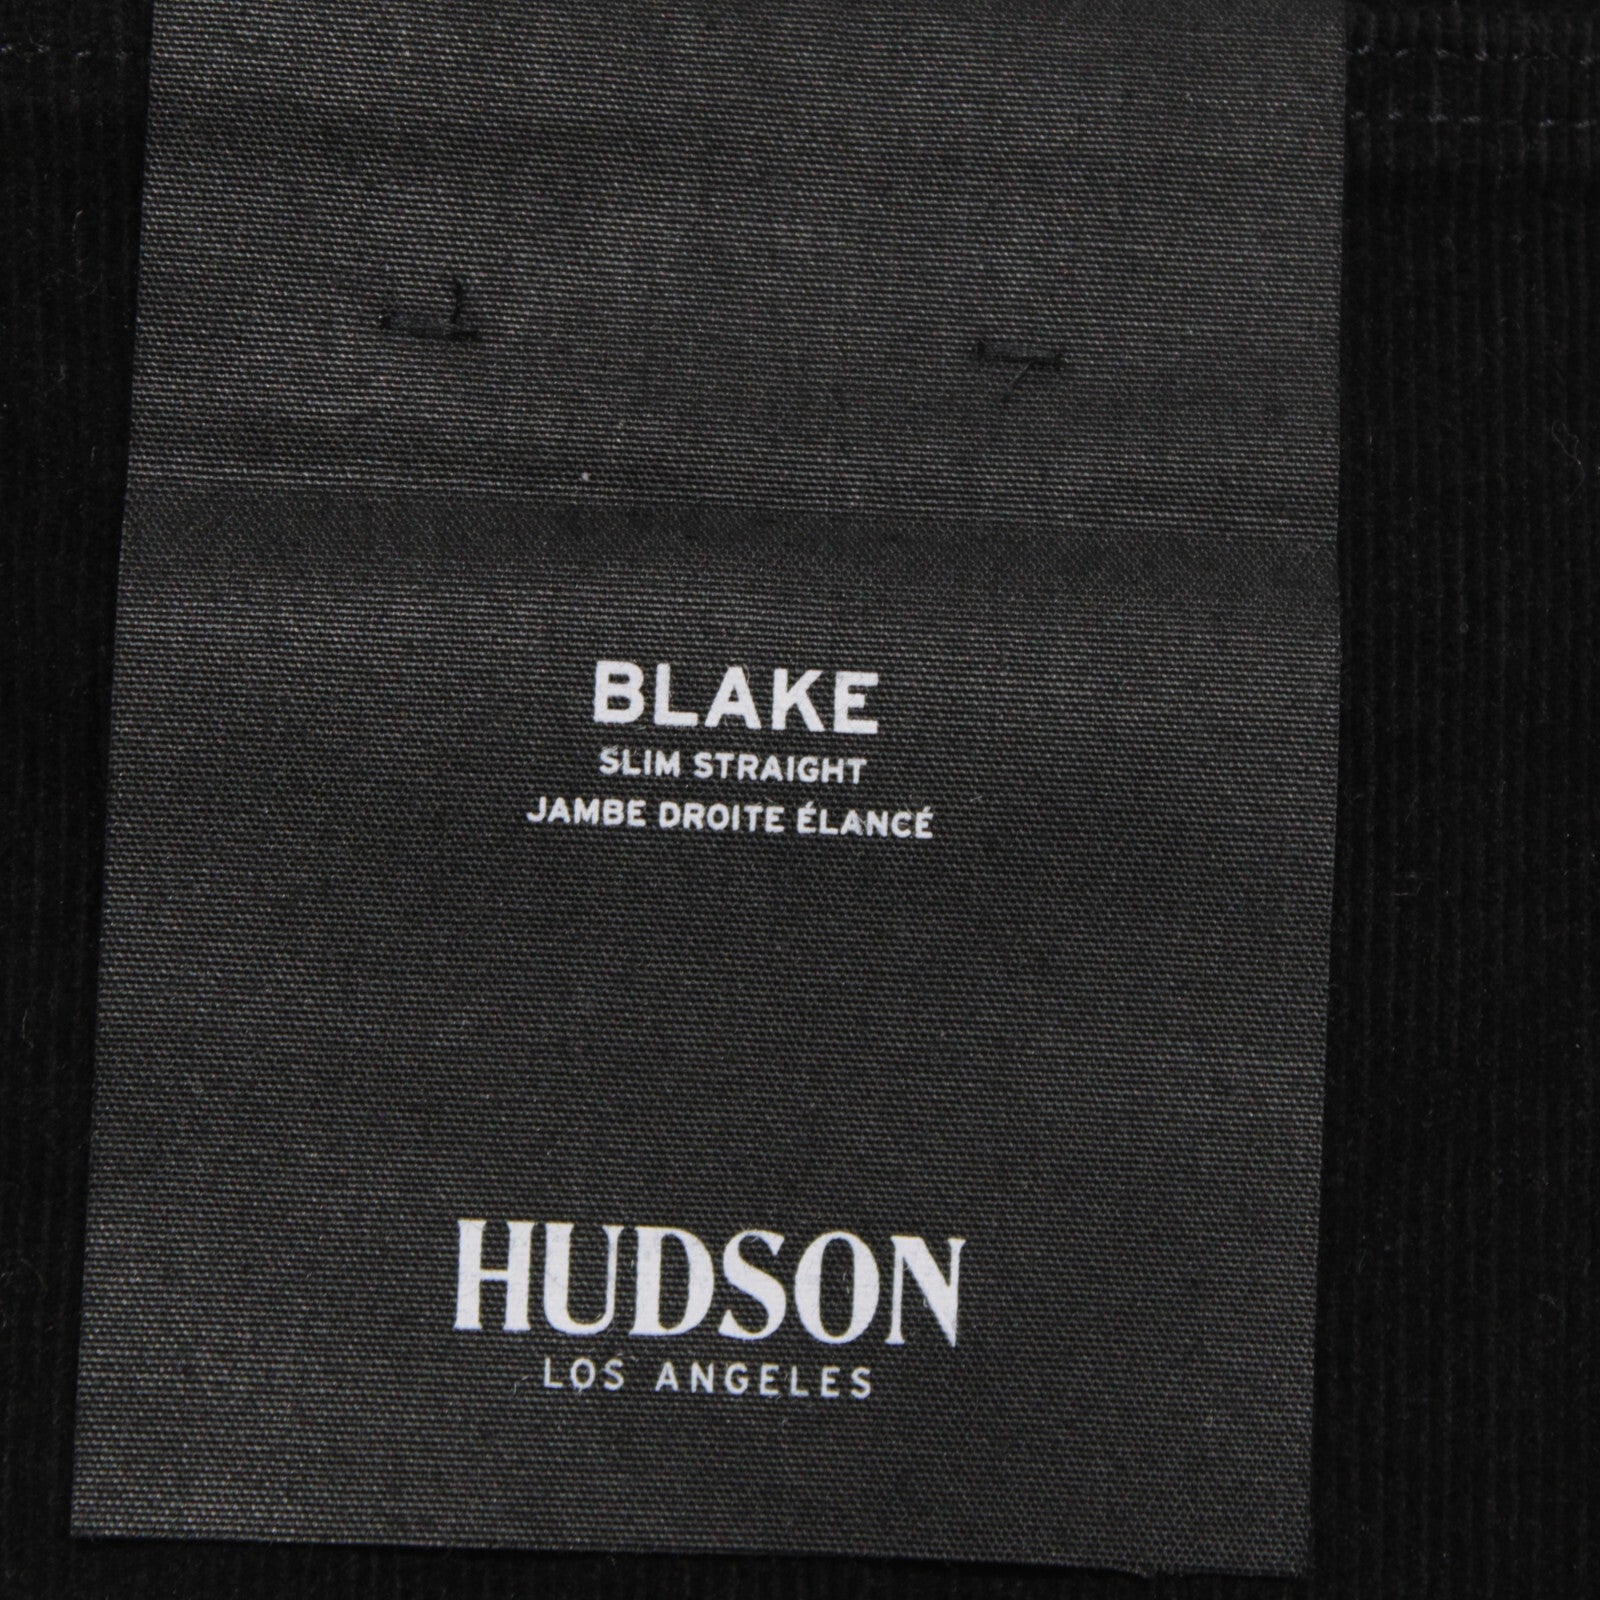 BLAKE
SLIM STRAIGHT
JAMBE DROITE ÉLANCÉ
HUDSON
LOS ANGELES